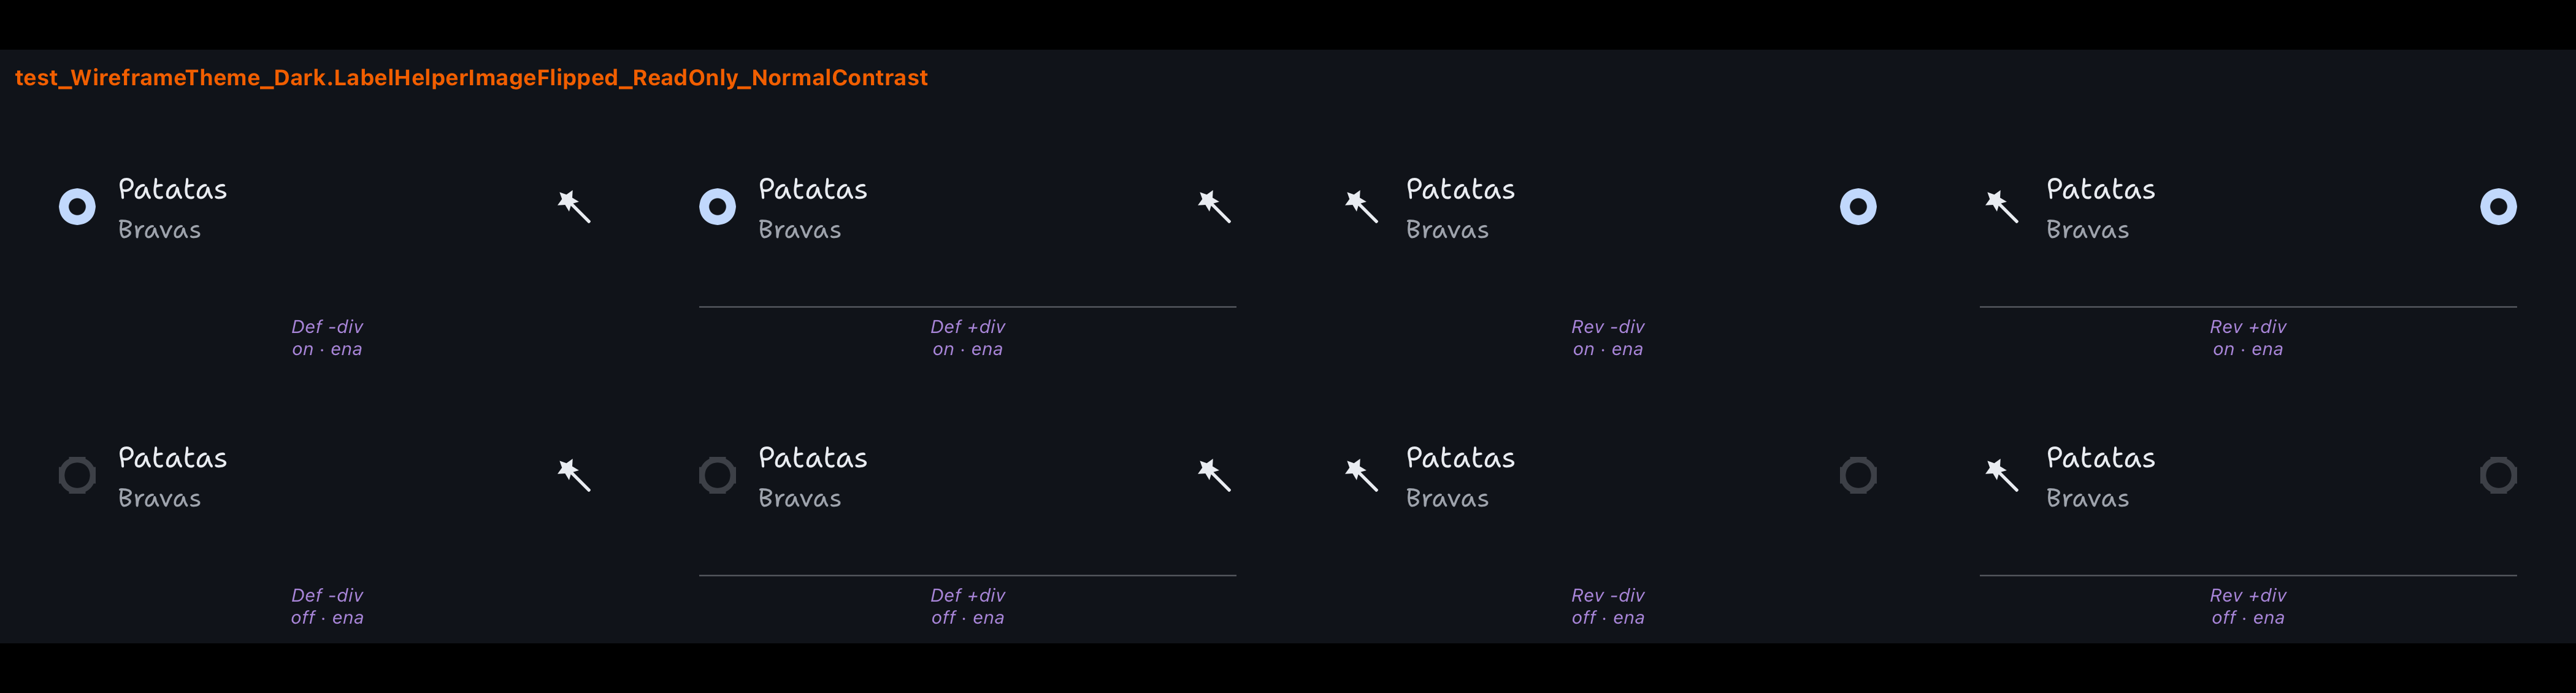 test_WireframeTheme_Dark.LabelHelperImageFlipped_ReadOnly_NormalContrast
Patatas
Bravas
Def -div
on · ena
Patatas
Bravas
Def +div
on · ena
Patatas
Bravas
Rev -div
on · ena
Patatas
Bravas
Rev +div
on · ena
Patatas
Bravas
Def -div
off · ena
Patatas
Bravas
Def +div
off · ena
Patatas
Bravas
Rev -div
off · ena
Patatas
Bravas
Rev +div
off · ena